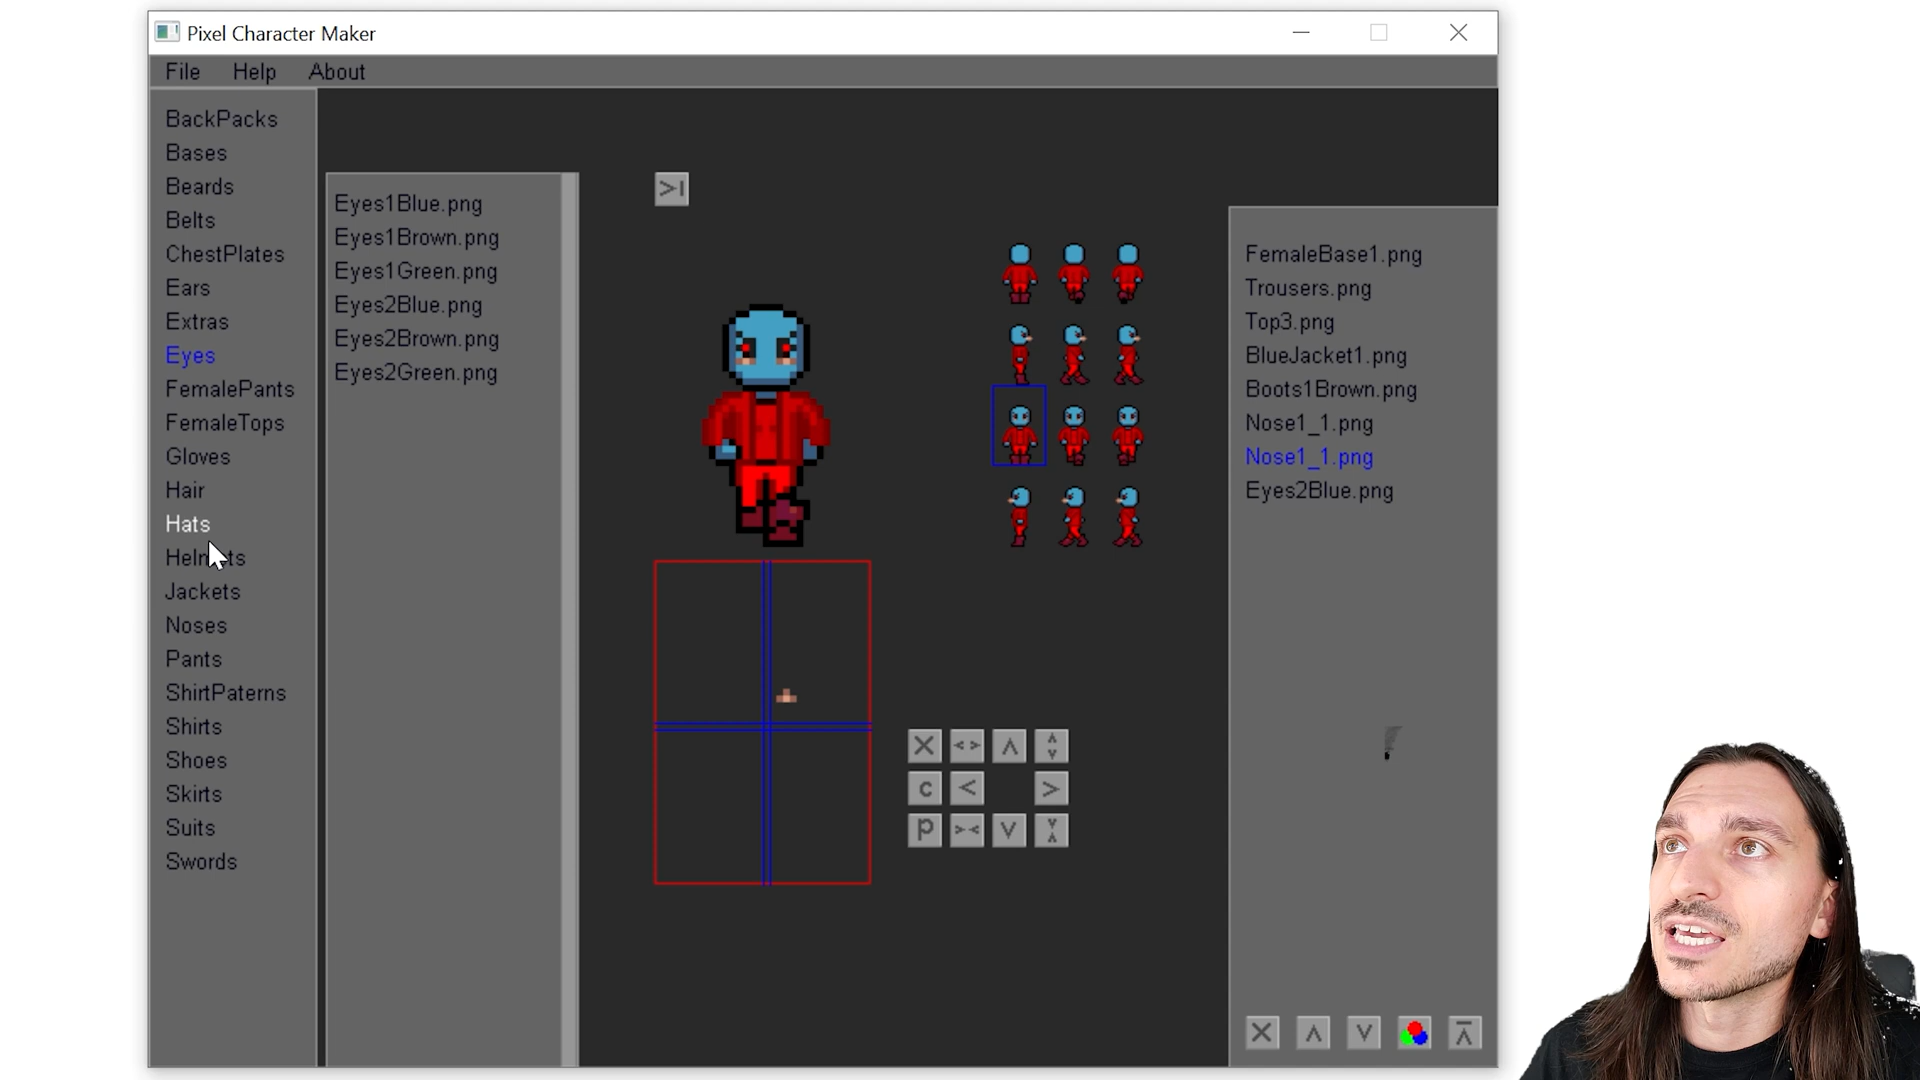 Pixel Character Maker
File Help About
BackPacks
Bases
Beards
Belts
ChestPlates
Ears
Extras
Eyes
FemalePants
FemaleTops
Gloves
Hair
Hats
Helmets
Jackets
Noses
Pants
ShirtPaterns
Shirts
Shoes
Skirts
Suits
Swords
Eyes1Blue.png
Eyes1Brown.png
Eyes1Green.png
Eyes2Blue.png
Eyes2Brown.png
Eyes2Green.png
>|
X < > ʌ
c < >
p > < v
FemaleBase1.png
Trousers.png
Top3.png
BlueJacket1.png
Boots1Brown.png
Nose1_1.png
Nose1_1.png
Eyes2Blue.png
X ʌ v